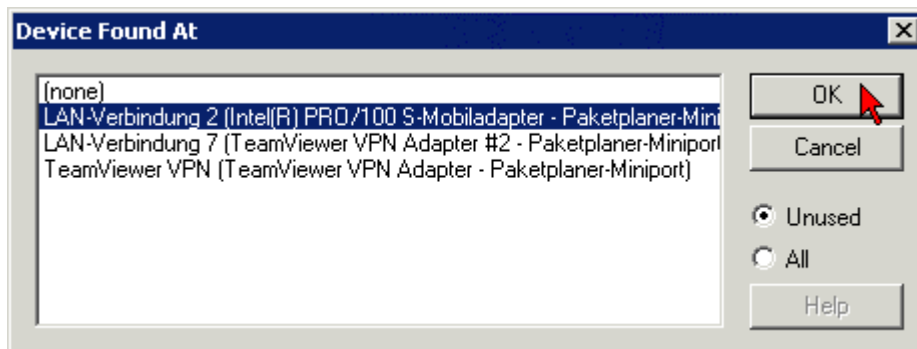 Device Found At
(none)
LAN-Verbindung 2 (Intel(R) PRO/100 S-Mobiladapter - Paketplaner-Mini
LAN-Verbindung 7 (TeamViewer VPN Adapter #2 - Paketplaner-Miniport
TeamViewer VPN (TeamViewer VPN Adapter - Paketplaner-Miniport)
OK
Cancel
Unused
All
Help